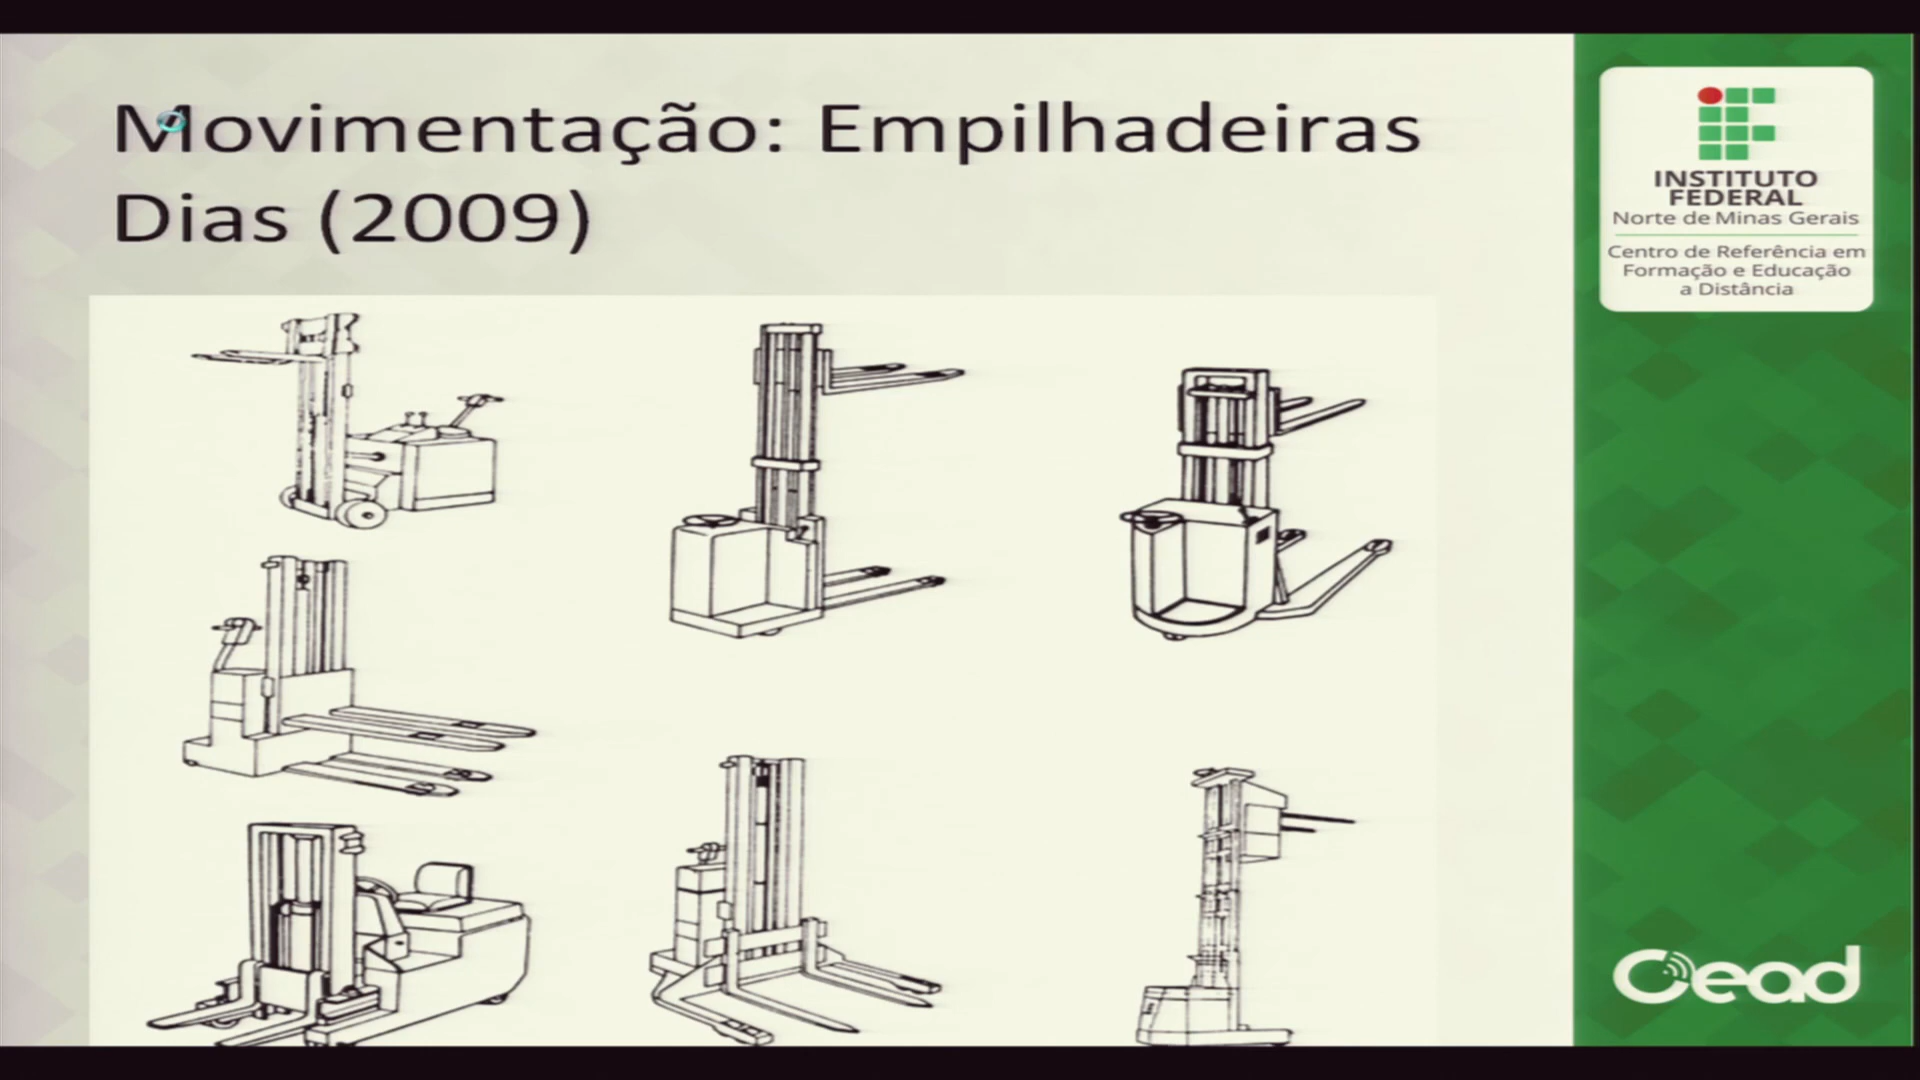 Movimentação: Empilhadeiras
Dias (2009)
INSTITUTO
FEDERAL
Norte de Minas Gerais
Centro de Referência em
Formação e Educação
a Distância
Cead